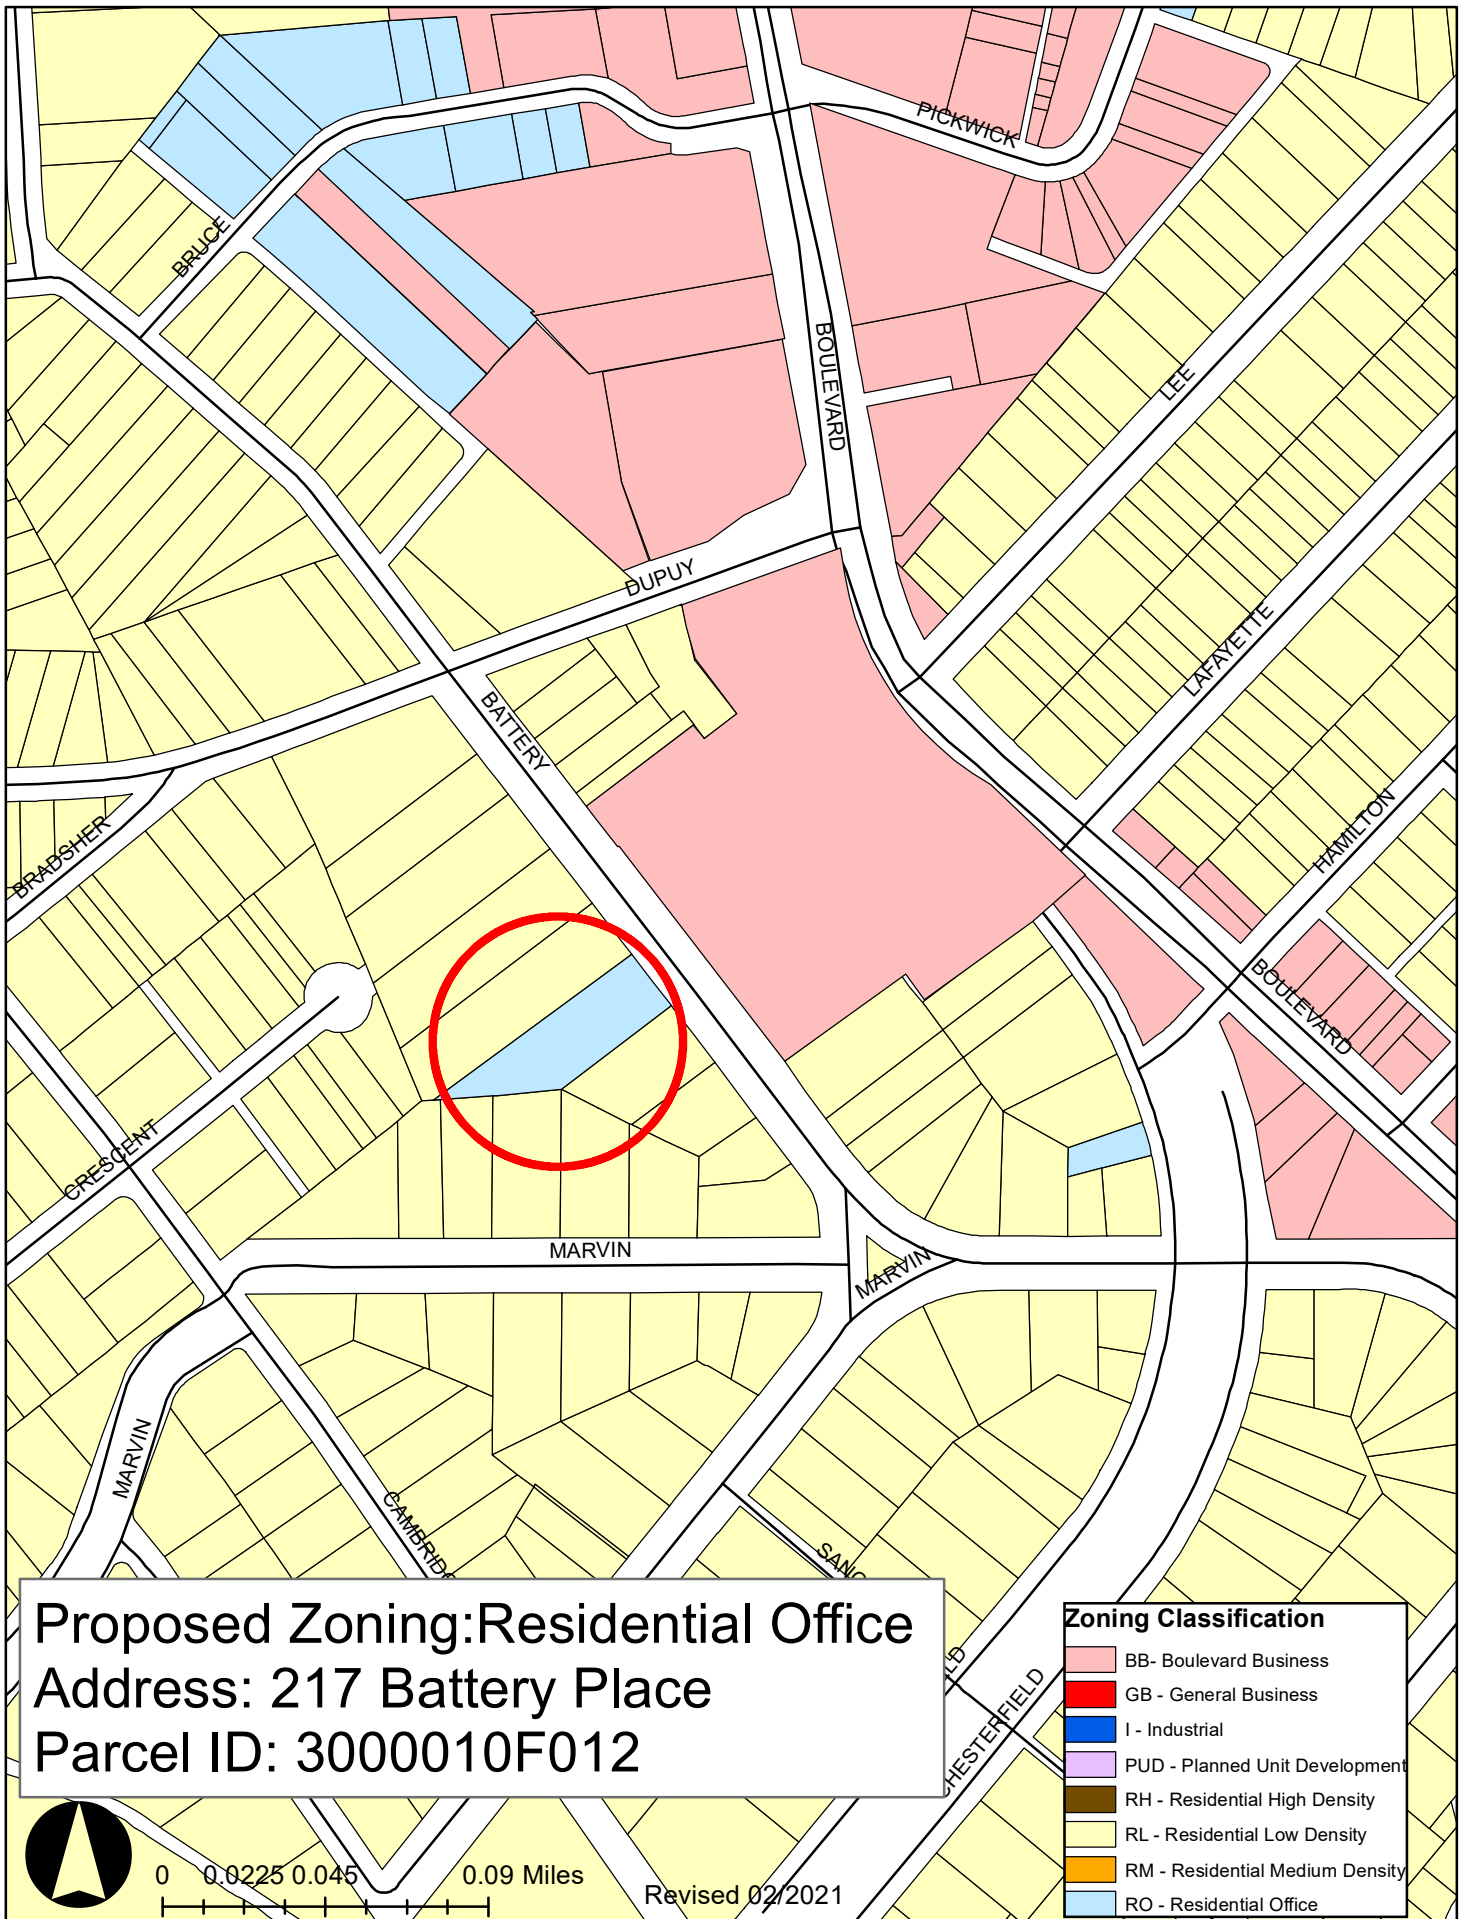 PICKWICK
BRUCE
BOULEVARD
LEE
DUPUY
LAFAYETTE
BATTERY
HAMILTON
BRADSHER
BOULEVARD
CRESCENT
MARVIN
MARVIN
MARVIN
CAMBRIDG
SANG
LD
CHESTERFIELD
Proposed Zoning:Residential Office
Address: 217 Battery Place
Parcel ID: 3000010F012
0 0.0225 0.045 0.09 Miles
Revised 02/2021
Zoning Classification
BB- Boulevard Business
GB - General Business
I - Industrial
PUD - Planned Unit Development
RH - Residential High Density
RL - Residential Low Density
RM - Residential Medium Density
RO - Residential Office